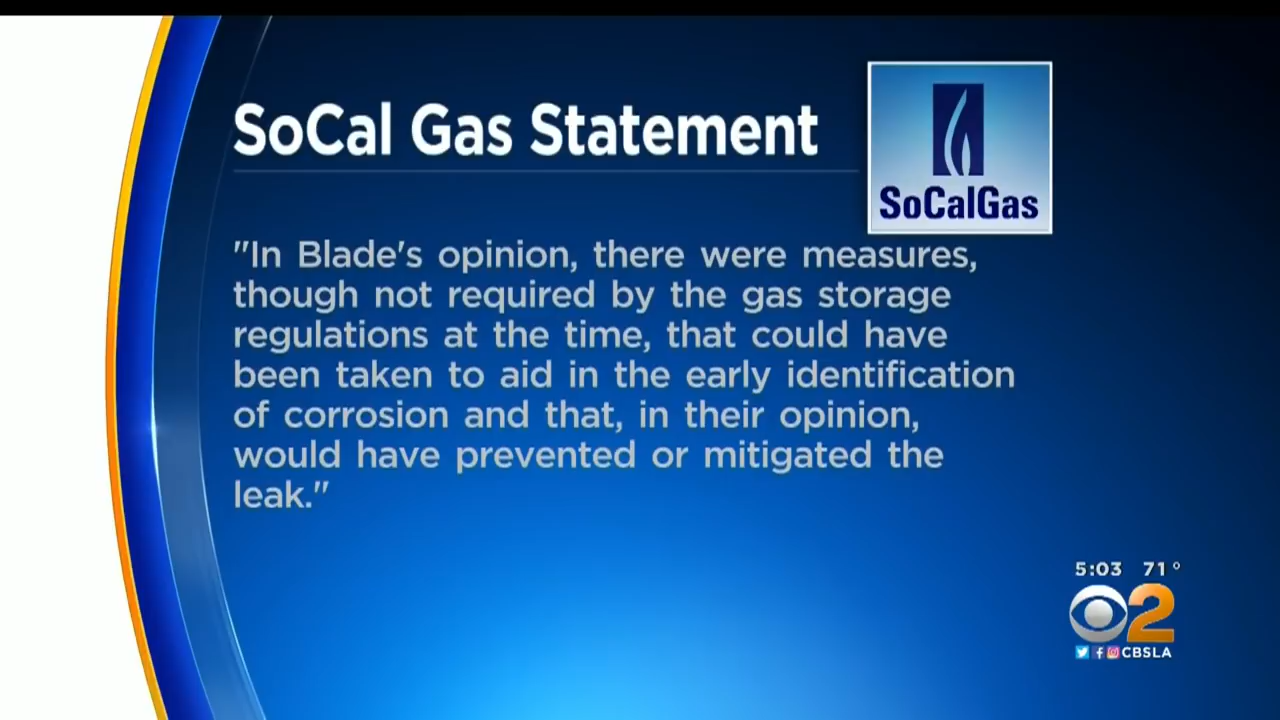 SoCal Gas Statement
SoCalGas
"In Blade's opinion, there were measures,
though not required by the gas storage
regulations at the time, that could have
been taken to aid in the early identification
of corrosion and that, in their opinion,
would have prevented or mitigated the
leak."
5:03 71°
2
CBSLA